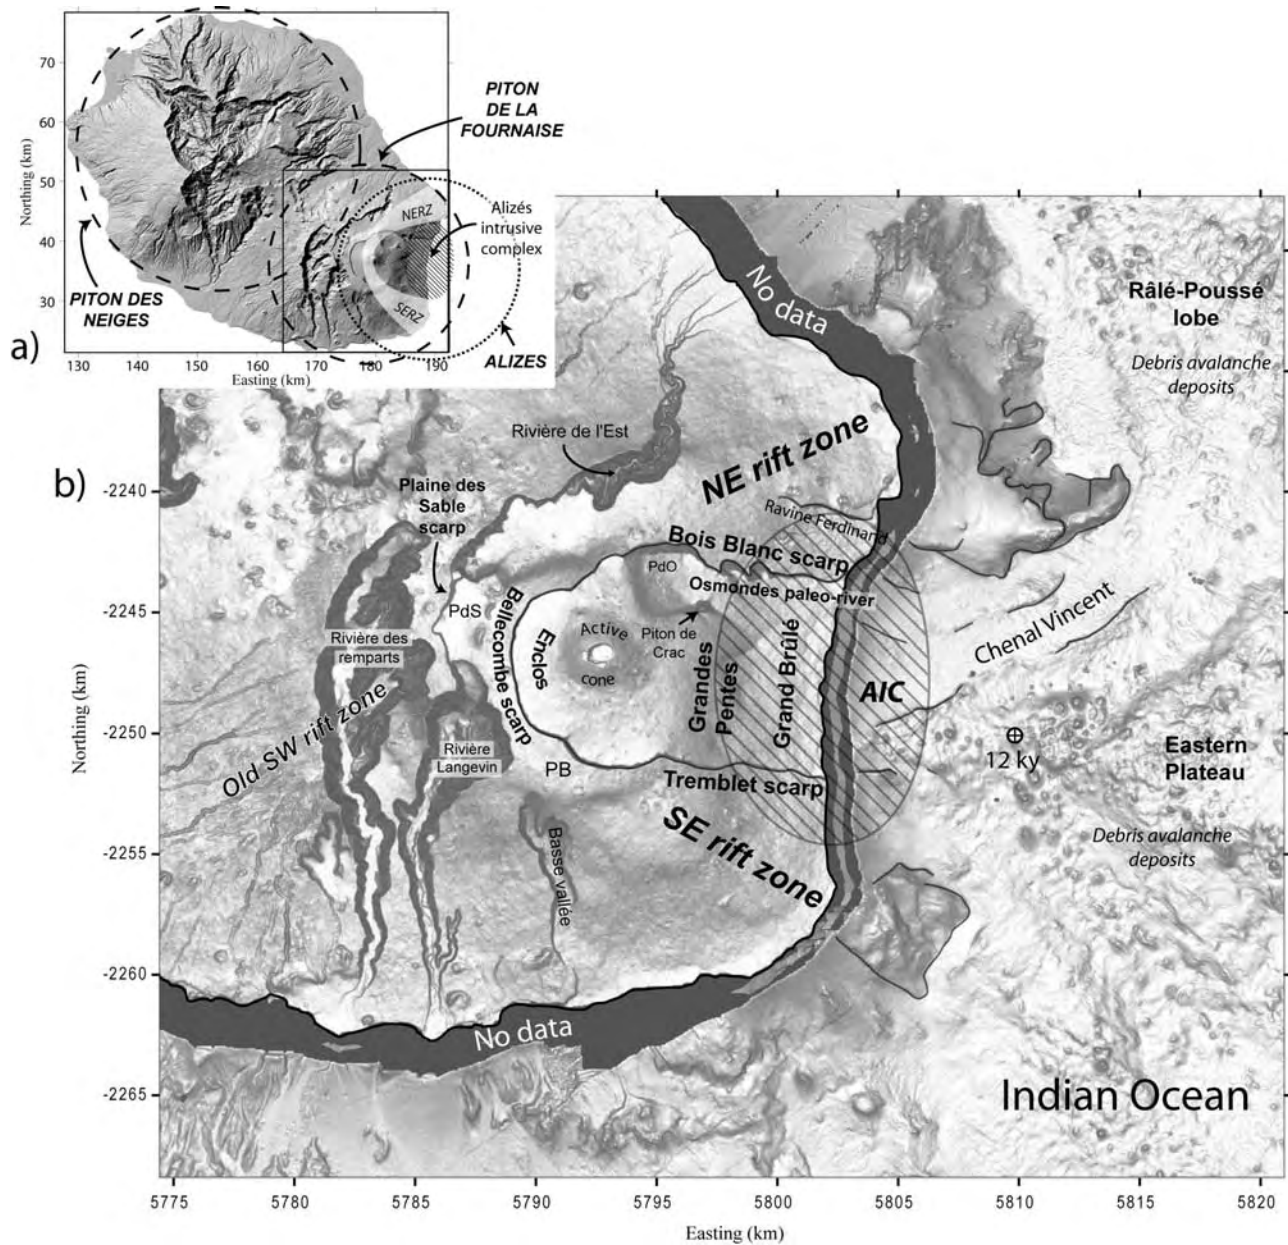 a)
Northing (km)
70
60
50
40
30
130
140
150
160
170
180
190
Easting (km)
PITON
DE LA
FOURNAISE
NERZ
Alizés
intrusive
complex
SERZ
PITON DES
NEIGES
ALIZES
b)
Northing (km)
-2240
-2245
-2250
-2255
-2260
-2265
5775
5780
5785
5790
5795
5800
5805
5810
5815
5820
Easting (km)
No data
Râlé-Poussé
lobe
Debris avalanche
deposits
Rivière de l'Est
NE rift zone
Plaine des
Sable
scarp
Ravine Ferdinand
Bois Blanc scarp
PdO
Osmondes paleo-river
PdS
Bellecombe scarp
Enclos
Active
cone
Piton de
Crac
Grandes
Pentes
Grand Brûlé
AIC
Chenal Vincent
Rivière des
remparts
Old SW rift zone
Rivière
Langevin
PB
Tremblet scarp
12 ky
Eastern
Plateau
SE rift zone
Basse vallée
Debris avalanche
deposits
No data
Indian Ocean